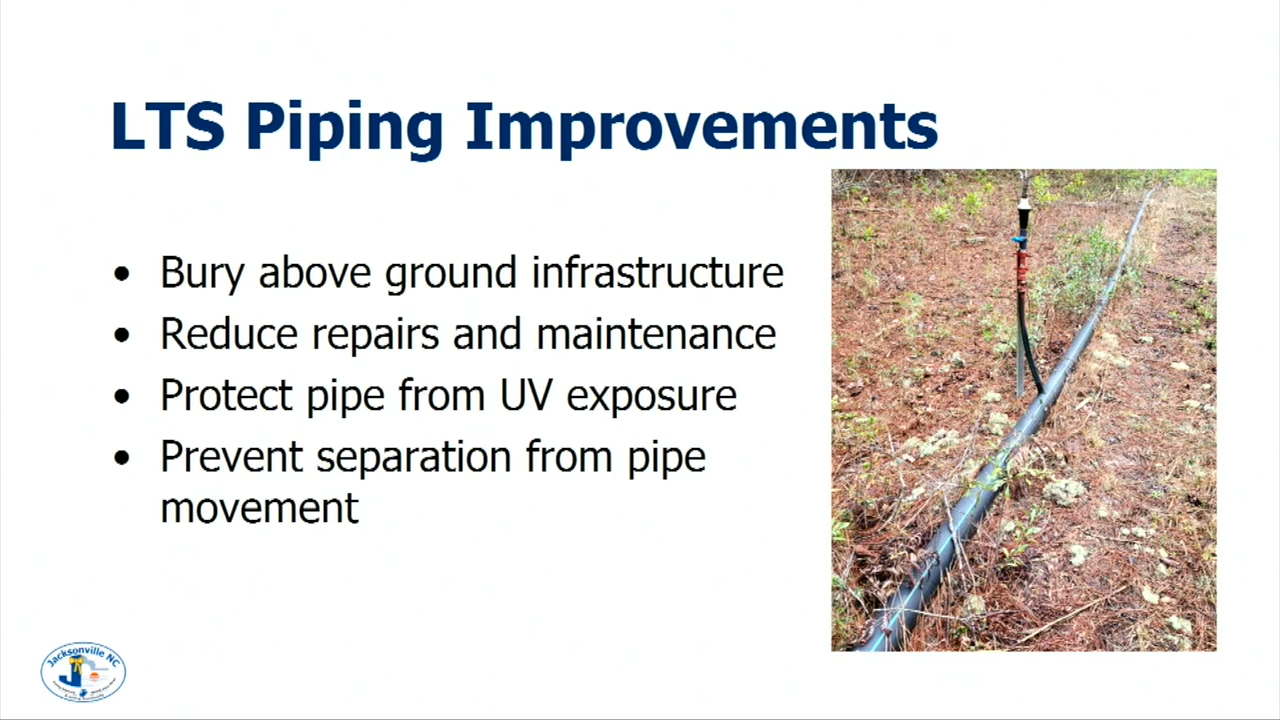 LTS Piping Improvements
• Bury above ground infrastructure
• Reduce repairs and maintenance
• Protect pipe from UV exposure
• Prevent separation from pipe
movement
Jacksonville NC